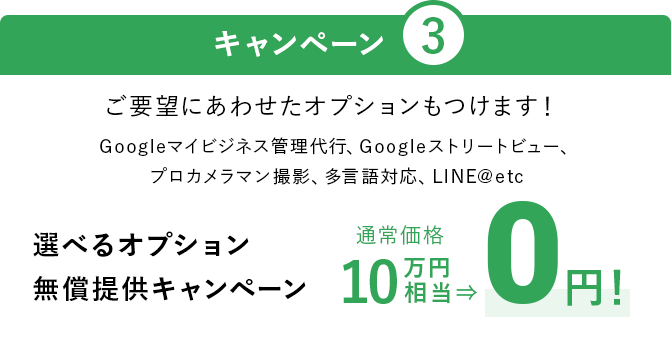 キャンペーン 3
ご要望にあわせたオプションもつけます！
Googleマイビジネス管理代行、Googleストリートビュー、
プロカメラマン撮影、多言語対応、LINE@etc
選べるオプション
無償提供キャンペーン
通常価格
10万円相当⇒0円！